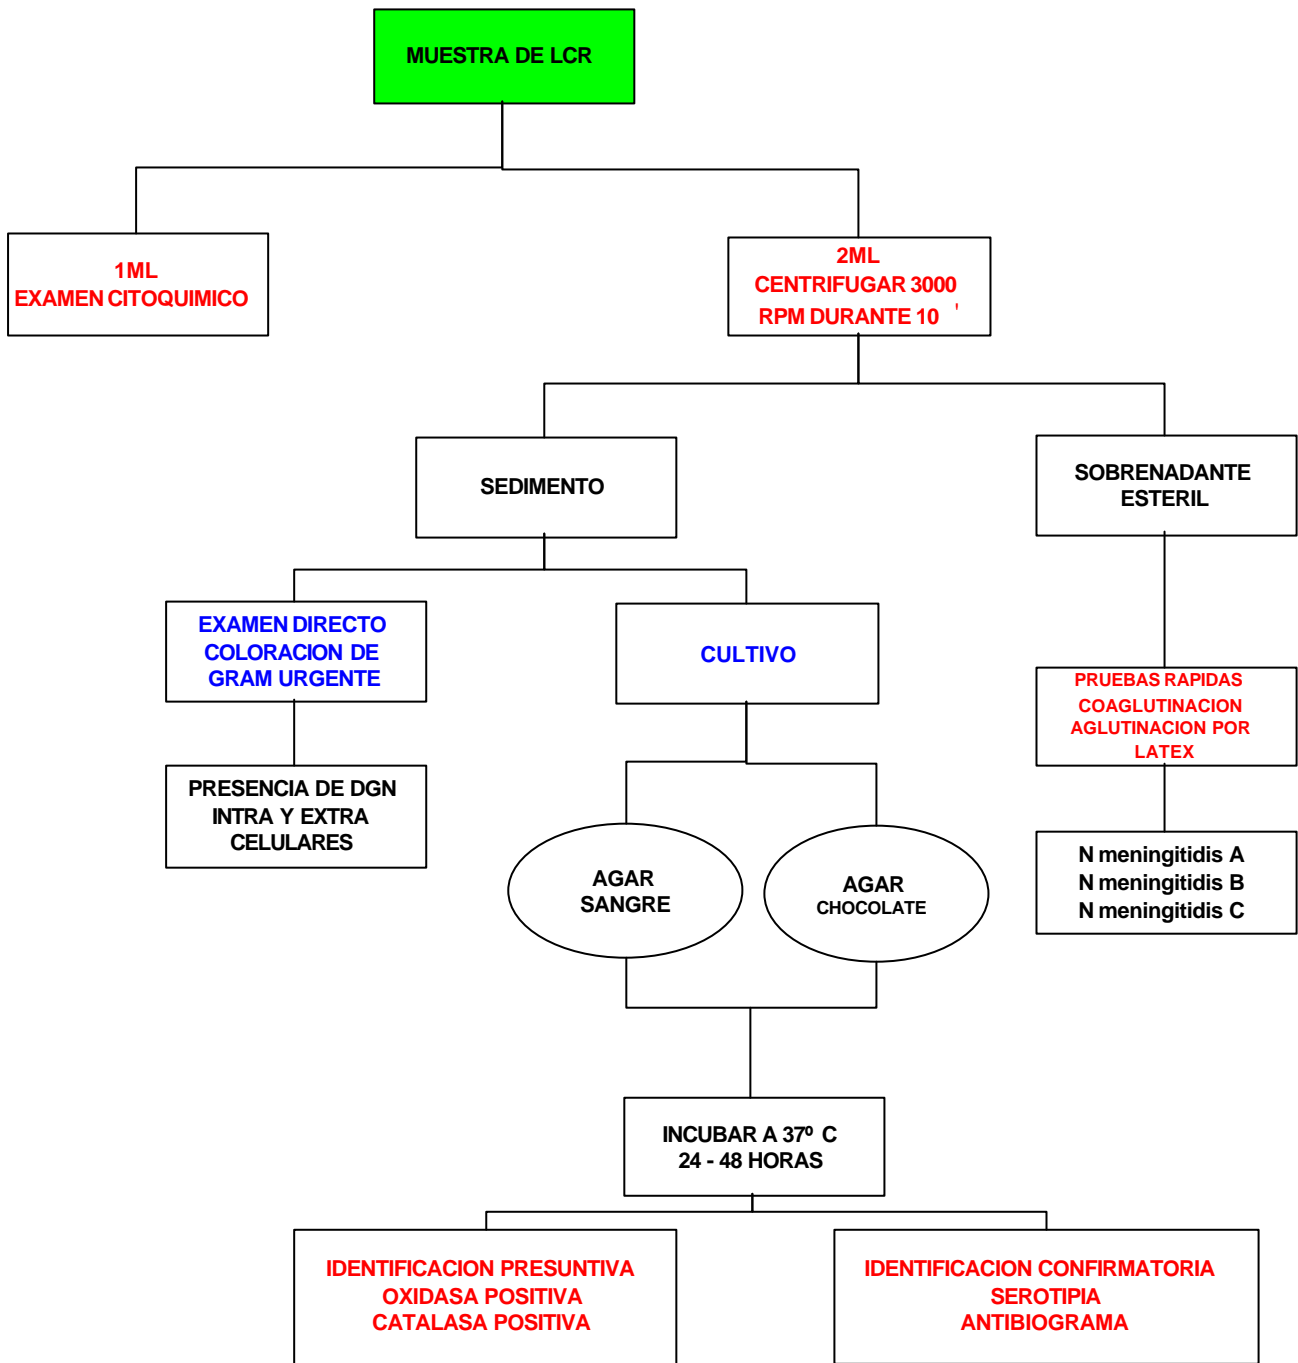 MUESTRA DE LCR
1ML
EXAMEN CITOQUIMICO
2ML
CENTRIFUGAR 3000
RPM DURANTE 10 '
SEDIMENTO
SOBRENADANTE
ESTERIL
EXAMEN DIRECTO
COLORACION DE
GRAM URGENTE
CULTIVO
PRUEBAS RAPIDAS
COAGLUTINACION
AGLUTINACION POR
LATEX
PRESENCIA DE DGN
INTRA Y EXTRA
CELULARES
AGAR
SANGRE
AGAR
CHOCOLATE
N meningitidis A
N meningitidis B
N meningitidis C
INCUBAR A 37º C
24 - 48 HORAS
IDENTIFICACION PRESUNTIVA
OXIDASA POSITIVA
CATALASA POSITIVA
IDENTIFICACION CONFIRMATORIA
SEROTIPIA
ANTIBIOGRAMA